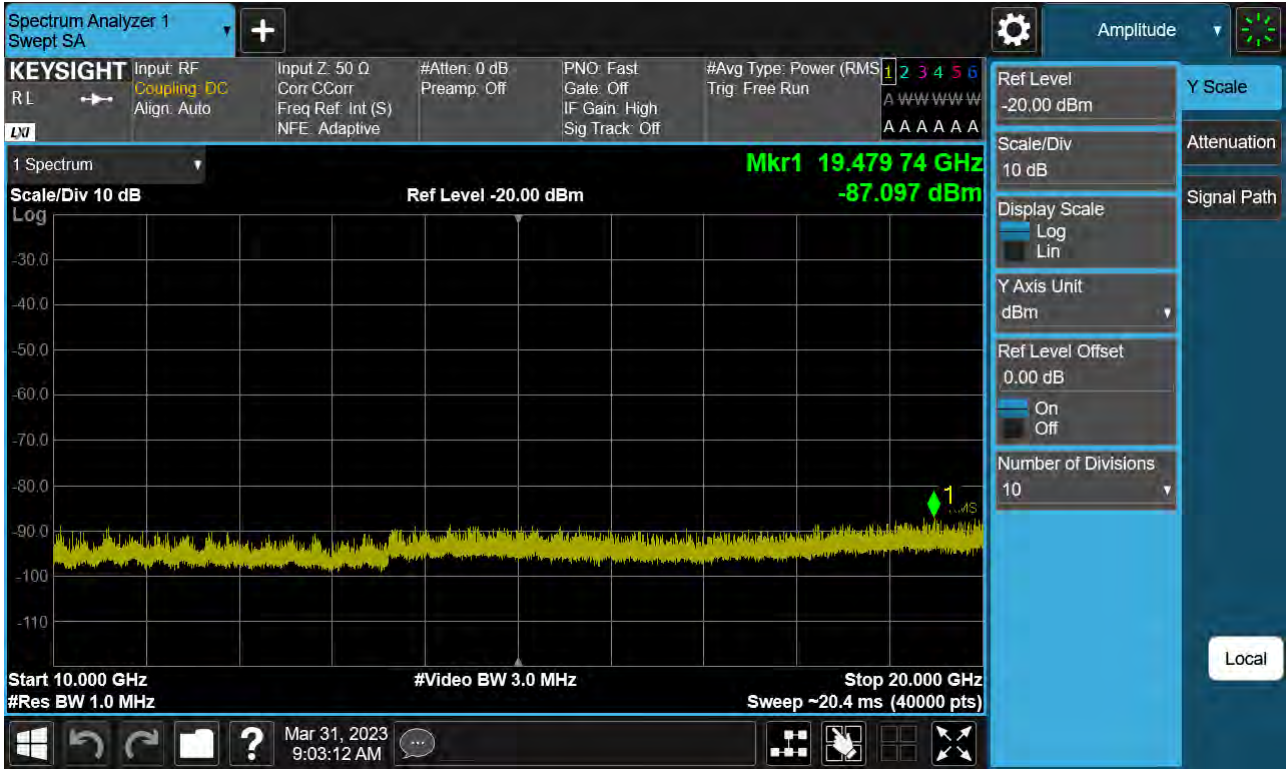 Spectrum Analyzer 1
Swept SA
Amplitude
KEYSIGHT
R L
LXI
Input: RF
Coupling: DC
Align: Auto
Input Z: 50 Ω
Corr CCorr
Freq Ref: Int (S)
NFE: Adaptive
#Atten: 0 dB
Preamp: Off
PNO: Fast
Gate: Off
IF Gain: High
Sig Track: Off
#Avg Type: Power (RMS
Trig: Free Run
1 2 3 4 5 6
A W W W W W
A A A A A A
1 Spectrum
Scale/Div 10 dB
Ref Level -20.00 dBm
Mkr1 19.479 74 GHz
-87.097 dBm
Log
-30.0
-40.0
-50.0
-60.0
-70.0
-80.0
-90.0
-100
-110
1
Start 10.000 GHz
#Res BW 1.0 MHz
#Video BW 3.0 MHz
Stop 20.000 GHz
Sweep ~20.4 ms (40000 pts)
Ref Level
-20.00 dBm
Scale/Div
10 dB
Display Scale
Log
Lin
Y Axis Unit
dBm
Ref Level Offset
0.00 dB
On
Off
Number of Divisions
10
Y Scale
Attenuation
Signal Path
Local
?
Mar 31, 2023
9:03:12 AM